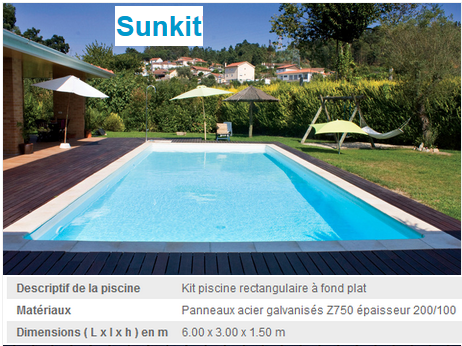 Sunkit
Descriptif de la piscine Kit piscine rectangulaire à fond plat
Matériaux Panneaux acier galvanisés Z750 épaisseur 200/100
Dimensions ( L x l x h ) en m 6.00 x 3.00 x 1.50 m